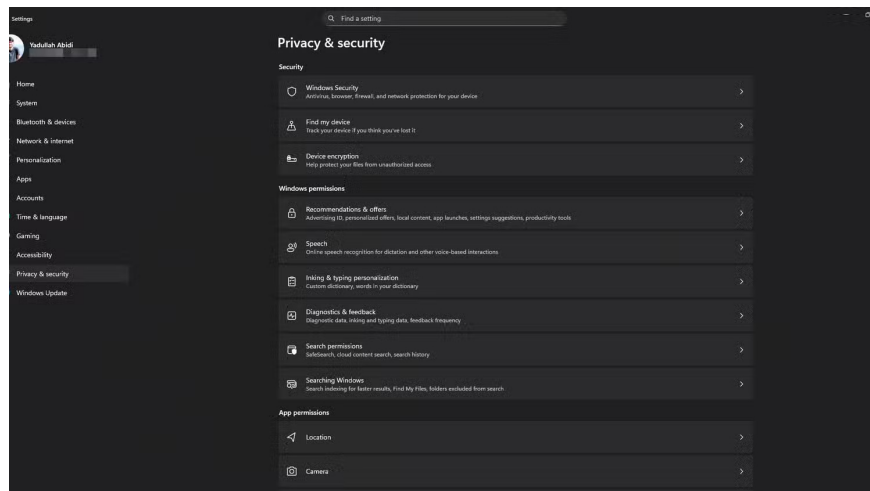 Settings
Find a setting
Yadullah Abidi
Home
System
Bluetooth & devices
Network & internet
Personalization
Apps
Accounts
Time & language
Gaming
Accessibility
Privacy & security
Windows Update
Privacy & security
Security
Windows Security
Antivirus, browser, firewall, and network protection for your device
Find my device
Track your device if you think you've lost it
Device encryption
Help protect your files from unauthorized access
Windows permissions
Recommendations & offers
Advertising ID, personalized offers, local content, app launches, settings suggestions, productivity tools
Speech
Online speech recognition for dictation and other voice-based interactions
Inking & typing personalization
Custom dictionary, words in your dictionary
Diagnostics & feedback
Diagnostic data, inking and typing data, feedback frequency
Search permissions
SafeSearch, cloud content search, search history
Searching Windows
Search indexing for faster results, Find My Files, folders excluded from search
App permissions
Location
Camera